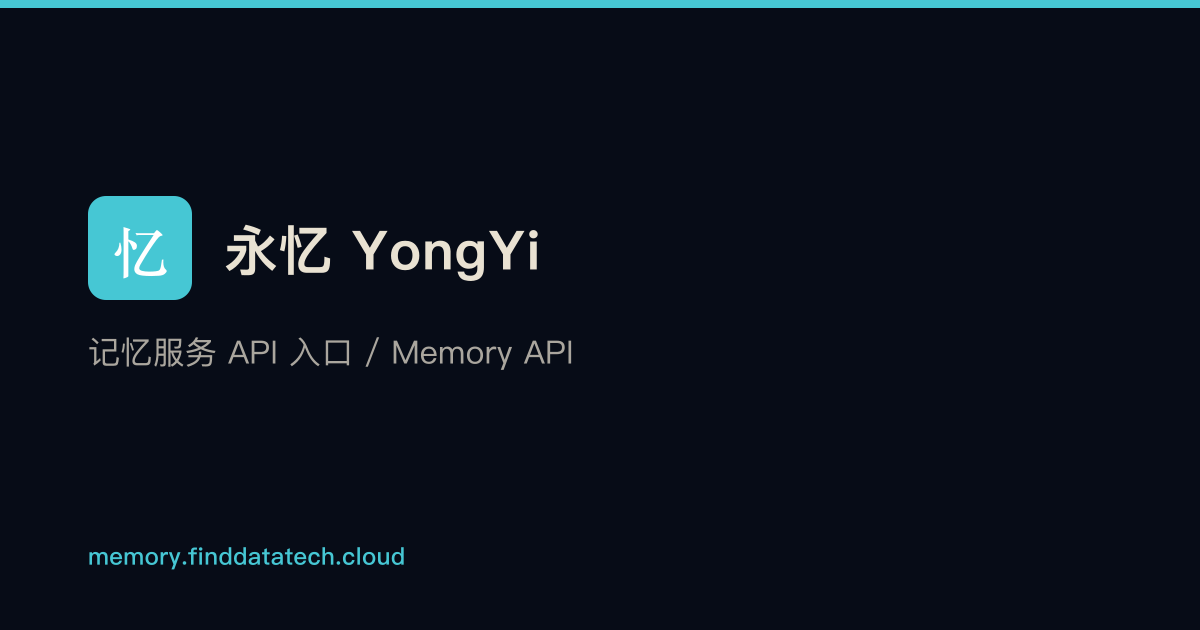 忆
永忆 YongYi
记忆服务 API 入口 / Memory API
memory.finddatatech.cloud